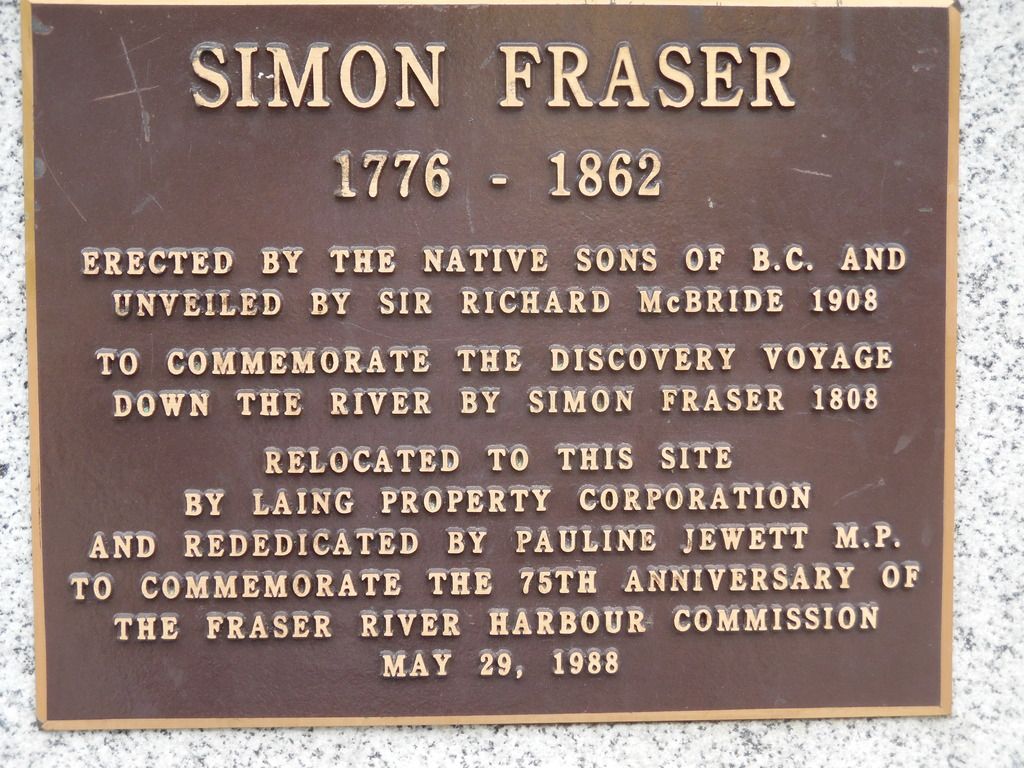 SIMON FRASER
1776 - 1862
ERECTED BY THE NATIVE SONS OF B.C. AND
UNVEILED BY SIR RICHARD McBRIDE 1908
TO COMMEMORATE THE DISCOVERY VOYAGE
DOWN THE RIVER BY SIMON FRASER 1808
RELOCATED TO THIS SITE
BY LAING PROPERTY CORPORATION
AND REDEDICATED BY PAULINE JEWETT M.P.
TO COMMEMORATE THE 75TH ANNIVERSARY OF
THE FRASER RIVER HARBOUR COMMISSION
MAY 29, 1988